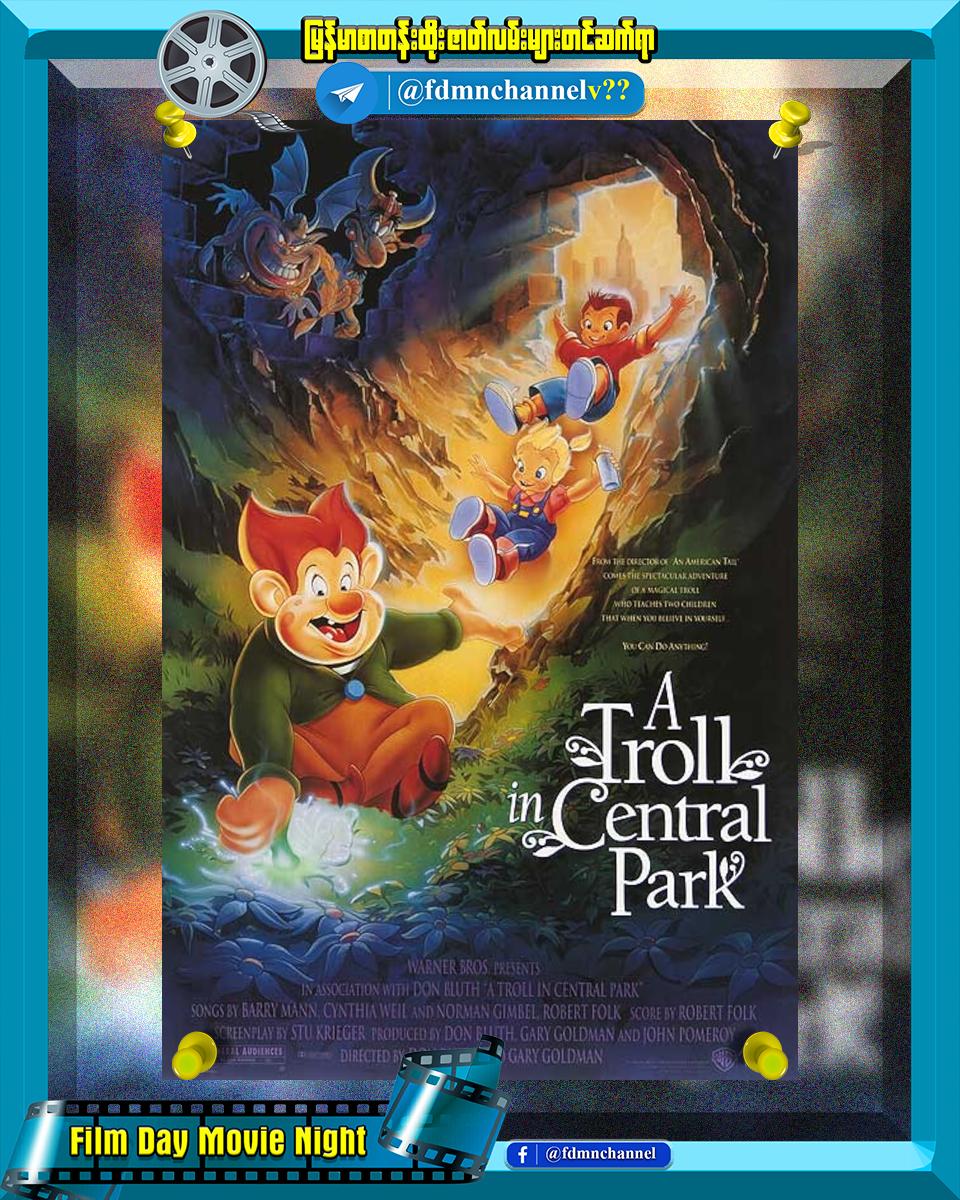 မြန်မာစာတန်းထိုးဇာတ်လမ်းများတင်ဆက်ရာ
@fdmnchannelv??
FROM THE DIRECTOR OF "AN AMERICAN TAIL"
COMES THE SPECTACULAR ADVENTURE
OF A MAGICAL TROLL
WHO TEACHES TWO CHILDREN
THAT WHEN YOU BELIEVE IN YOURSELF...
YOU CAN DO ANYTHING!
A
Troll
in Central
Park
WARNER BROS. PRESENTS
IN ASSOCIATION WITH DON BLUTH "A TROLL IN CENTRAL PARK"
SONGS BY BARRY MANN, CYNTHIA WEIL AND NORMAN GIMBEL, ROBERT FOLK SCORE BY ROBERT FOLK
SCREENPLAY BY STU KRIEGER PRODUCED BY DON BLUTH, GARY GOLDMAN AND JOHN POMEROY
DIRECTED BY GARY GOLDMAN
AUDIENCES
Film Day Movie Night
f @fdmnchannel